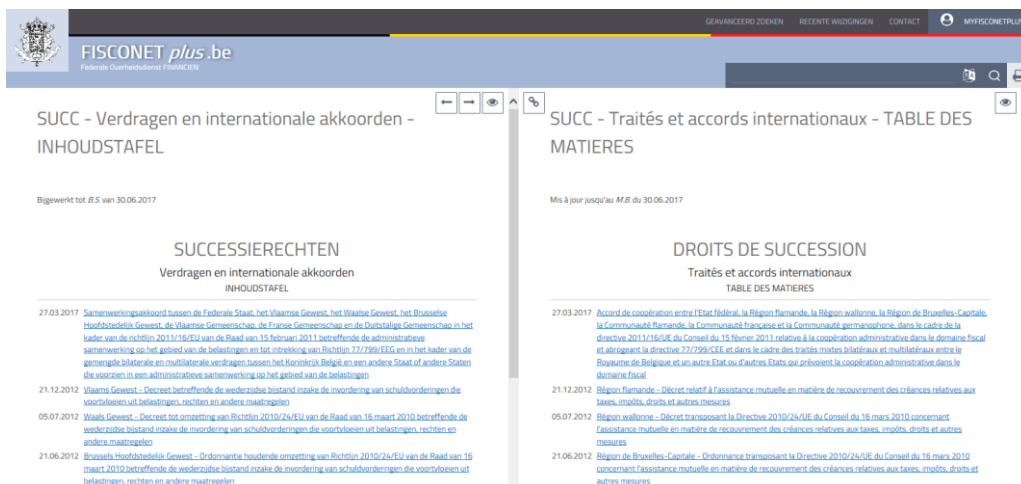 GEAVANCEERD ZOEKEN RECENTE WIJZIGINGEN CONTACT MYFISCONETPLUS
FISCONET plus .be
Federale Overheidsdienst FINANCIEN
SUCC - Verdragen en internationale akkoorden -
INHOUDSTAFEL
Bijgewerkt tot B.S. van 30.06.2017
SUCCESSIERECHTEN
Verdragen en internationale akkoorden
INHOUDSTAFEL
27.03.2017 Samenwerkingsakkoord tussen de Federale Staat, het Vlaamse Gewest, het Waalse Gewest, het Brusselse
Hoofdstedelijk Gewest, de Vlaamse Gemeenschap, de Franse Gemeenschap en de Duitstalige Gemeenschap in het
kader van de richtlijn 2011/16/EU van de Raad van 15 februari 2011 betreffende de administratieve
samenwerking op het gebied van de belastingen en tot intrekking van Richtlijn 77/799/EEG en in het kader van de
gemengde bilaterale en multilaterale verdragen tussen het Koninkrijk België en een andere Staat of andere Staten
die voorzien in een administratieve samenwerking op het gebied van de belastingen
21.12.2012 Vlaams Gewest - Decreet betreffende de wederzijdse bijstand inzake de invordering van schuldvorderingen die
voortvloeien uit belastingen, rechten en andere maatregelen
05.07.2012 Waals Gewest - Decreet tot omzetting van Richtlijn 2010/24/EU van de Raad van 16 maart 2010 betreffende de
wederzijdse bijstand inzake de invordering van schuldvorderingen die voortvloeien uit belastingen, rechten en
andere maatregelen
21.06.2012 Brussels Hoofdstedelijk Gewest - Ordonnantie houdende omzetting van Richtlijn 2010/24/EU van de Raad van 16
maart 2010 betreffende de wederzijdse bijstand inzake de invordering van schuldvorderingen die voortvloeien uit
belastingen, rechten en andere maatregelen
SUCC - Traités et accords internationaux - TABLE DES
MATIERES
Mis à jour jusqu'au M.B. du 30.06.2017
DROITS DE SUCCESSION
Traités et accords internationaux
TABLE DES MATIERES
27.03.2017 Accord de coopération entre l'Etat fédéral, la Région flamande, la Région wallonne, la Région de Bruxelles-Capitale,
la Communauté flamande, la Communauté française et la Communauté germanophone, dans le cadre de la
directive 2011/16/UE du Conseil du 15 février 2011 relative à la coopération administrative dans le domaine fiscal
et abrogeant la directive 77/799/CEE et dans le cadre des traités mixtes bilatéraux et multilatéraux entre le
Royaume de Belgique et un autre Etat ou d'autres Etats qui prévoient la coopération administrative dans le
domaine fiscal
21.12.2012 Région flamande - Décret relatif à l'assistance mutuelle en matière de recouvrement des créances relatives aux
taxes, impôts, droits et autres mesures
05.07.2012 Région wallonne - Décret transposant la Directive 2010/24/UE du Conseil du 16 mars 2010 concernant
l'assistance mutuelle en matière de recouvrement des créances relatives aux taxes, impôts, droits et autres
mesures
21.06.2012 Région de Bruxelles-Capitale - Ordonnance transposant la Directive 2010/24/UE du Conseil du 16 mars 2010
concernant l'assistance mutuelle en matière de recouvrement des créances relatives aux taxes, impôts, droits et
autres mesures